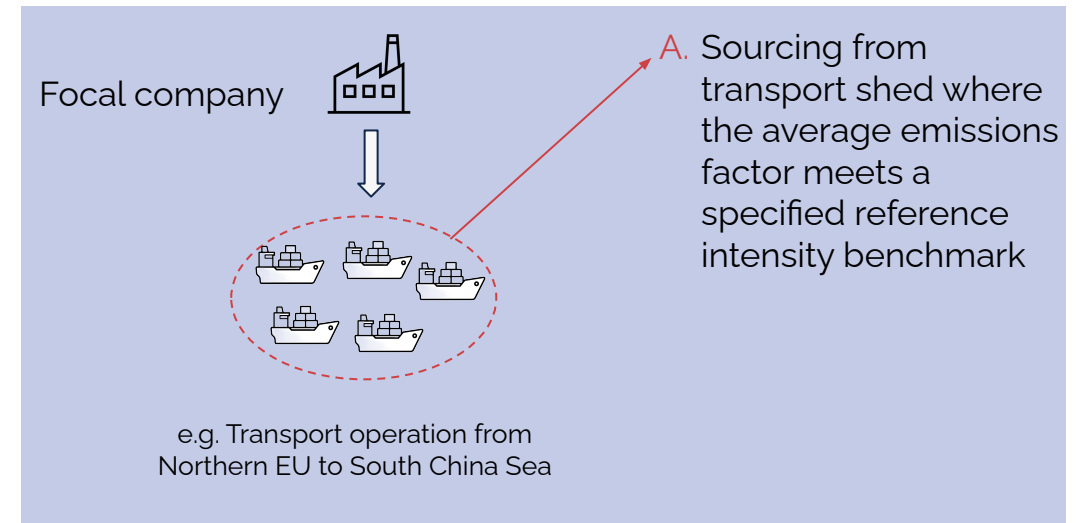 Focal company
A. Sourcing from
transport shed where
the average emissions
factor meets a
specified reference
intensity benchmark
e.g. Transport operation from
Northern EU to South China Sea